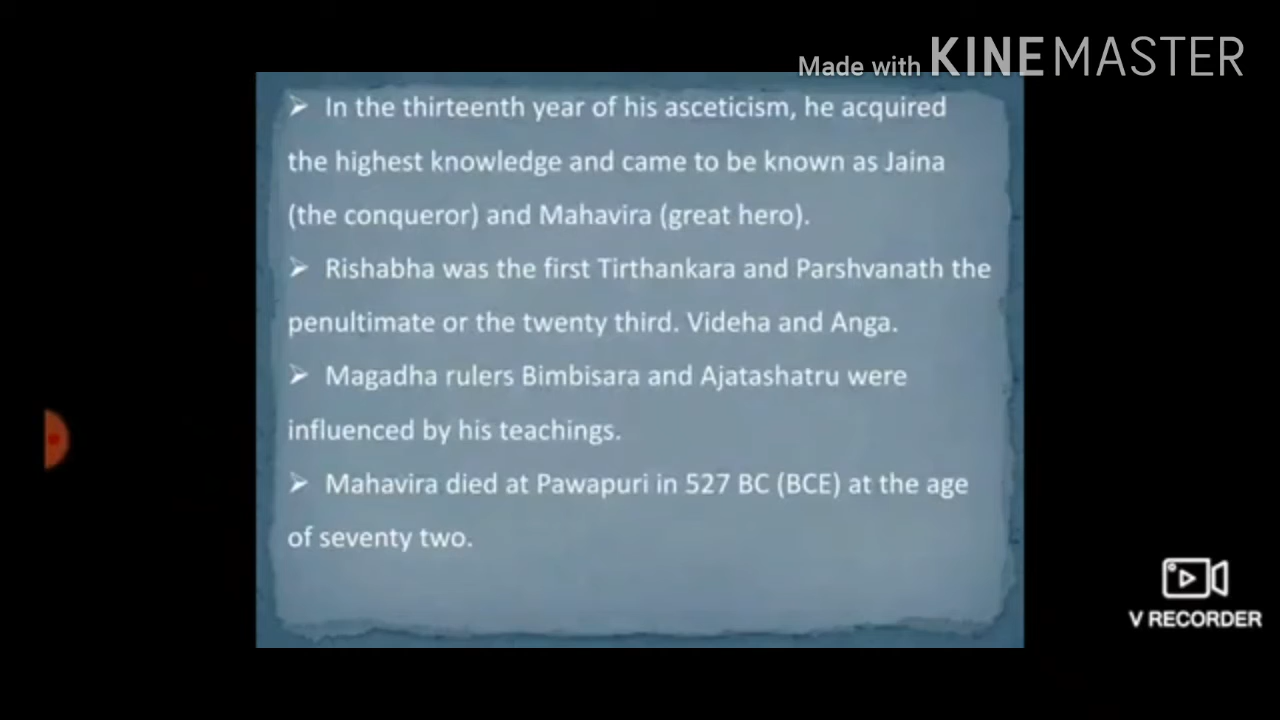 Made with KINEMASTER
➢ In the thirteenth year of his asceticism, he acquired
the highest knowledge and came to be known as Jaina
(the conqueror) and Mahavira (great hero).
➢ Rishabha was the first Tirthankara and Parshvanath the
penultimate or the twenty third. Videha and Anga.
➢ Magadha rulers Bimbisara and Ajatashatru were
influenced by his teachings.
➢ Mahavira died at Pawapuri in 527 BC (BCE) at the age
of seventy two.
V RECORDER